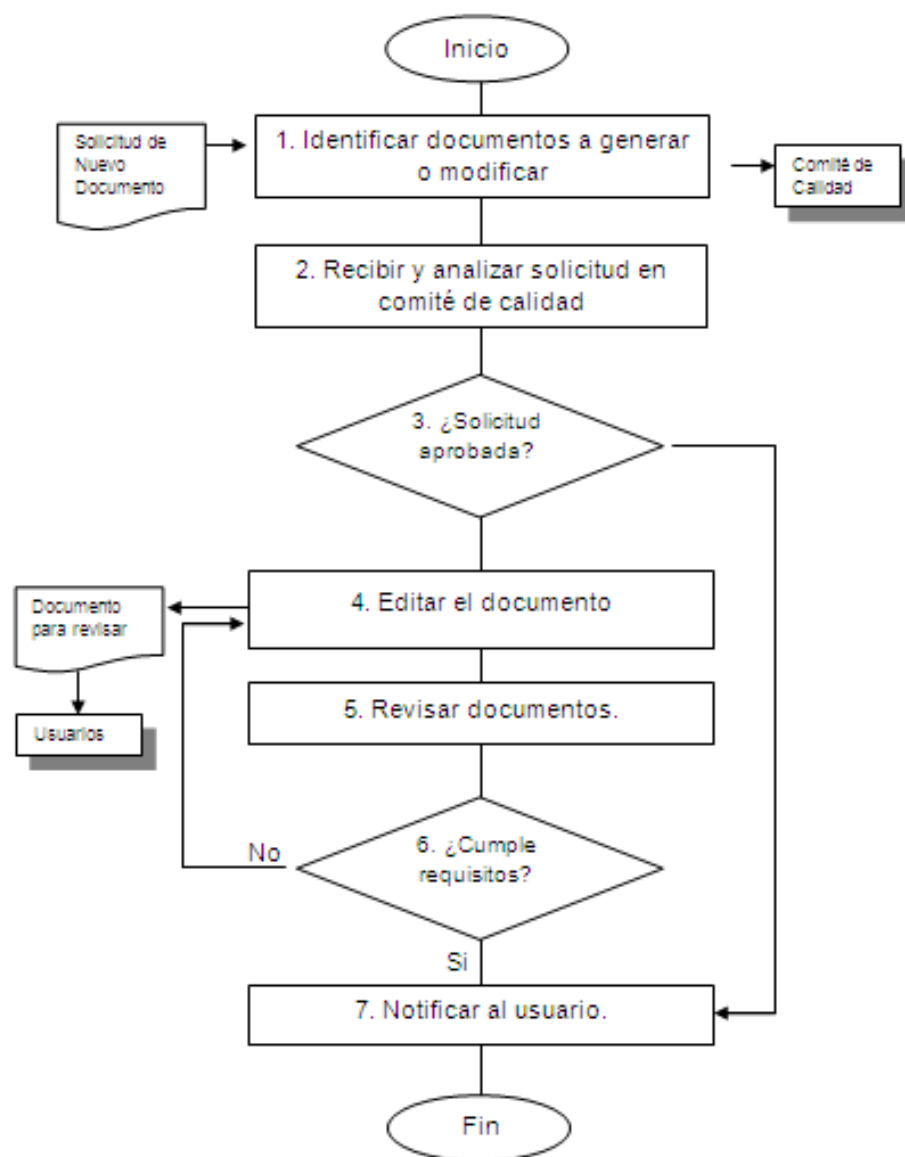 Inicio
Solicitud de
Nuevo
Documento
1. Identificar documentos a generar
o modificar
Comité de
Calidad
2. Recibir y analizar solicitud en
comité de calidad
3. ¿Solicitud
aprobada?
Documento
para revisar
4. Editar el documento
Usuarios
5. Revisar documentos.
6. ¿Cumple
requisitos?
No
Si
7. Notificar al usuario.
Fin